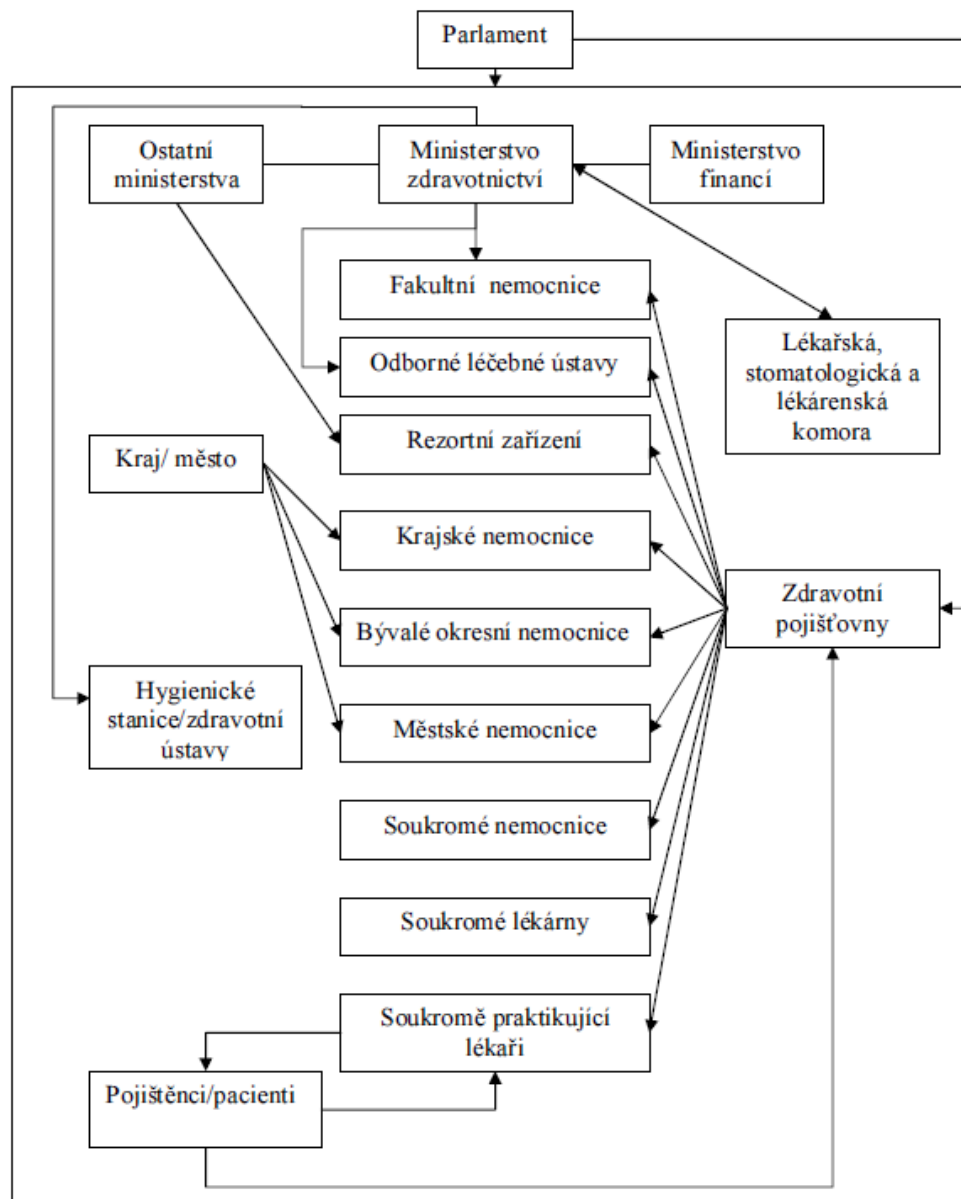 Parlament
Ostatní
ministerstva
Ministerstvo
zdravotnictví
Ministerstvo
financí
Fakultní nemocnice
Odborné léčebné ústavy
Lékařská,
stomatologická a
lékárenská
komora
Rezortní zařízení
Kraj/ město
Krajské nemocnice
Zdravotní
pojišťovny
Bývalé okresní nemocnice
Hygienické
stanice/zdravotní
ústavy
Městské nemocnice
Soukromé nemocnice
Soukromé lékárny
Soukromě praktikující
lékaři
Pojištěnci/pacienti